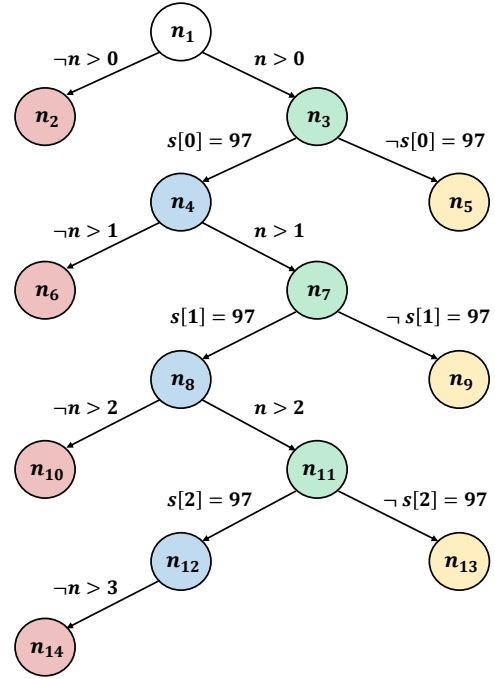 n₁
¬n > 0 n > 0
n₂ n₃
s[0] = 97 ¬s[0] = 97
n₄ n₅
¬n > 1 n > 1
n₆ n₇
s[1] = 97 ¬ s[1] = 97
n₈ n₉
¬n > 2 n > 2
n₁₀ n₁₁
s[2] = 97 ¬ s[2] = 97
n₁₂ n₁₃
¬n > 3
n₁₄